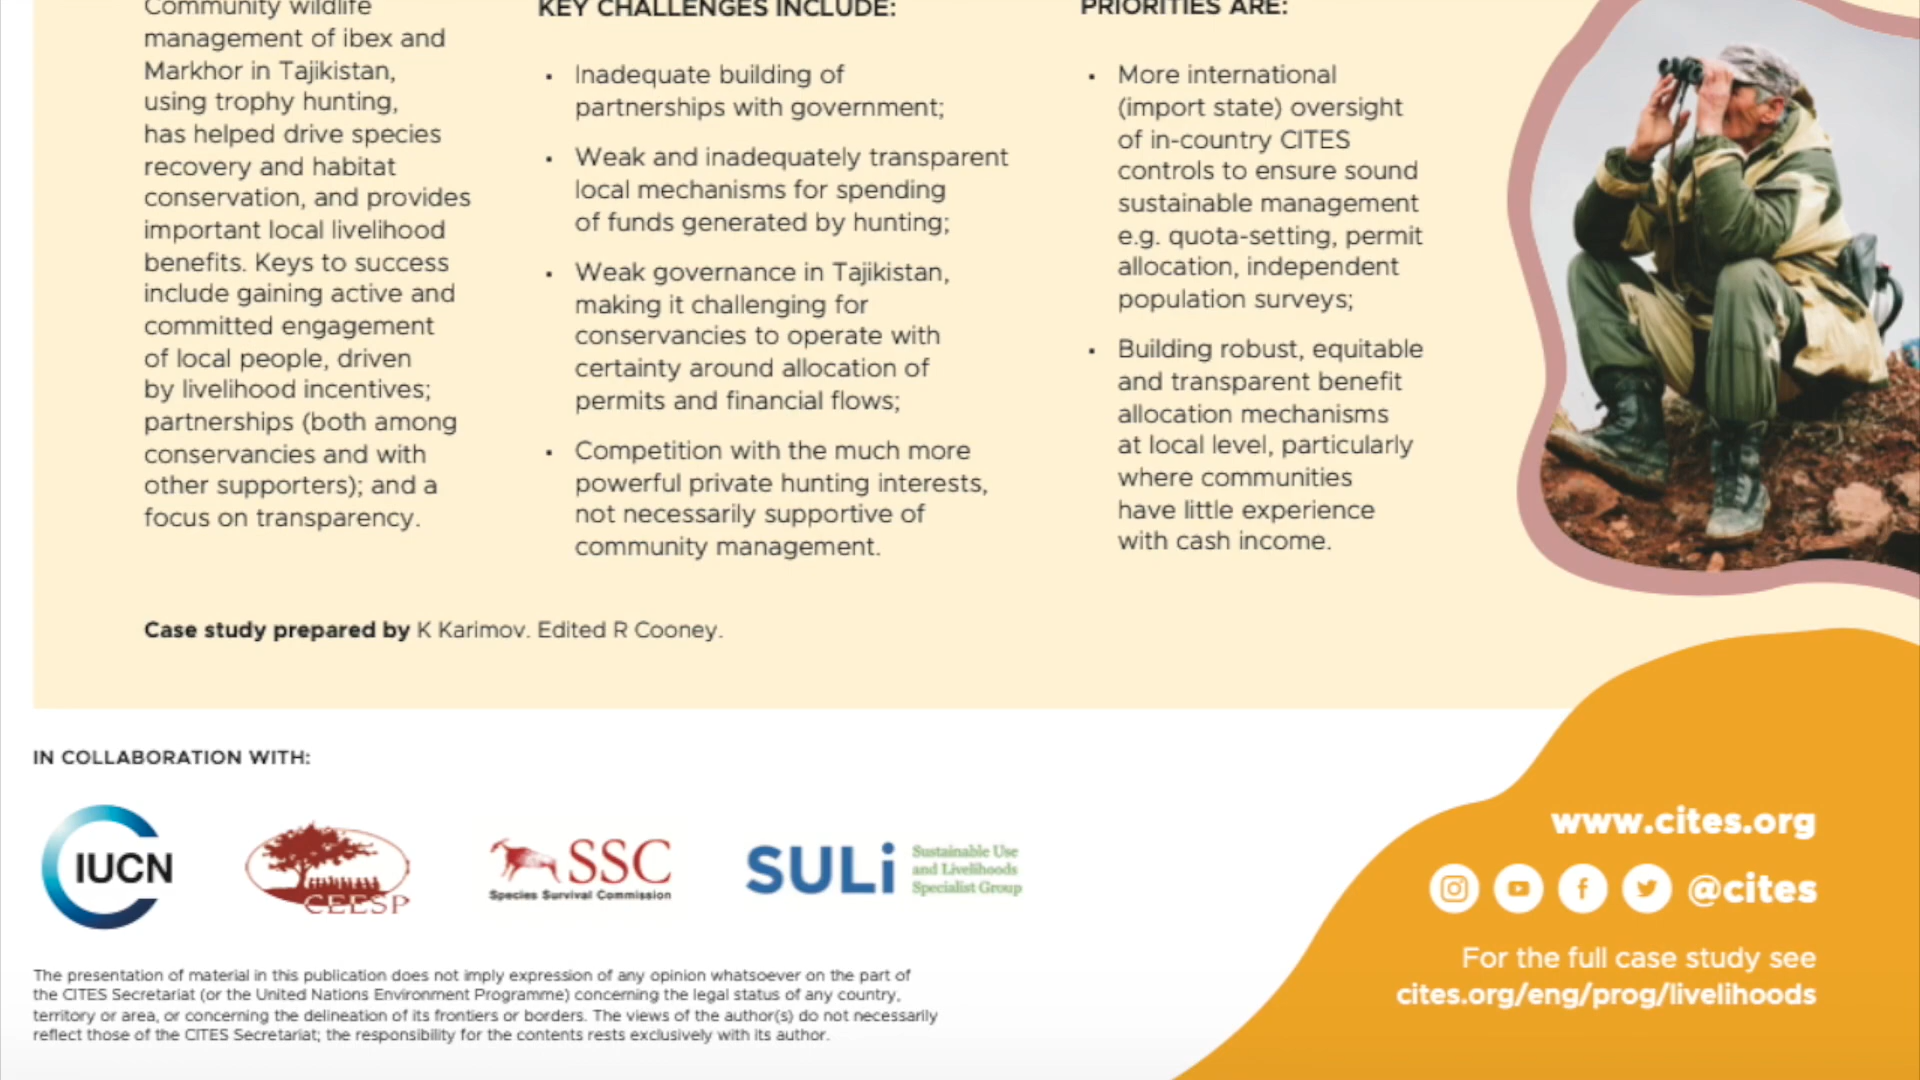 Community wildlife
management of ibex and
Markhor in Tajikistan,
using trophy hunting,
has helped drive species
recovery and habitat
conservation, and provides
important local livelihood
benefits. Keys to success
include gaining active and
committed engagement
of local people, driven
by livelihood incentives;
partnerships (both among
conservancies and with
other supporters); and a
focus on transparency.
KEY CHALLENGES INCLUDE:
· Inadequate building of
partnerships with government;
· Weak and inadequately transparent
local mechanisms for spending
of funds generated by hunting;
· Weak governance in Tajikistan,
making it challenging for
conservancies to operate with
certainty around allocation of
permits and financial flows;
· Competition with the much more
powerful private hunting interests,
not necessarily supportive of
community management.
PRIORITIES ARE:
· More international
(import state) oversight
of in-country CITES
controls to ensure sound
sustainable management
e.g. quota-setting, permit
allocation, independent
population surveys;
· Building robust, equitable
and transparent benefit
allocation mechanisms
at local level, particularly
where communities
have little experience
with cash income.
Case study prepared by K Karimov. Edited R Cooney.
IN COLLABORATION WITH:
IUCN
CEESP
SSC
Species Survival Commission
SULi
Sustainable Use
and Livelihoods
Specialist Group
The presentation of material in this publication does not imply expression of any opinion whatsoever on the part of
the CITES Secretariat (or the United Nations Environment Programme) concerning the legal status of any country,
territory or area, or concerning the delineation of its frontiers or borders. The views of the author(s) do not necessarily
reflect those of the CITES Secretariat; the responsibility for the contents rests exclusively with its author.
www.cites.org
@cites
For the full case study see
cites.org/eng/prog/livelihoods